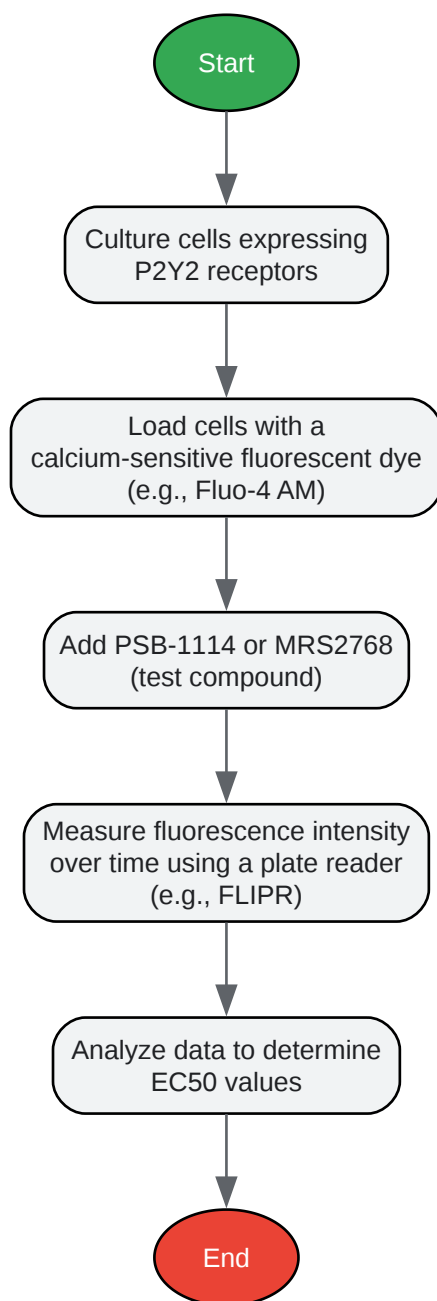 Start
Culture cells expressing
P2Y2 receptors
Load cells with a
calcium-sensitive fluorescent dye
(e.g., Fluo-4 AM)
Add PSB-1114 or MRS2768
(test compound)
Measure fluorescence intensity
over time using a plate reader
(e.g., FLIPR)
Analyze data to determine
EC50 values
End